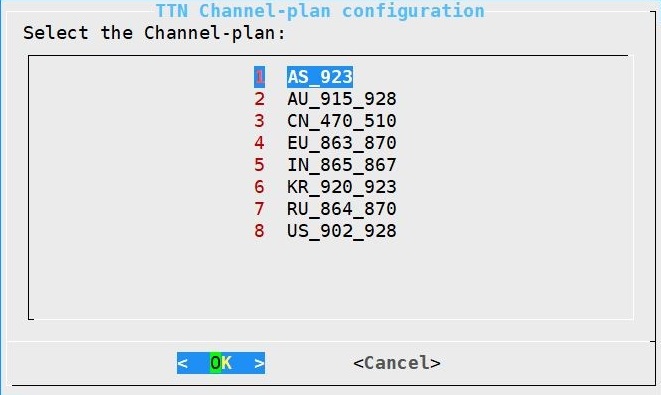 TTN Channel-plan configuration
Select the Channel-plan:
1 AS_923
2 AU_915_928
3 CN_470_510
4 EU_863_870
5 IN_865_867
6 KR_920_923
7 RU_864_870
8 US_902_928
< OK > <Cancel>